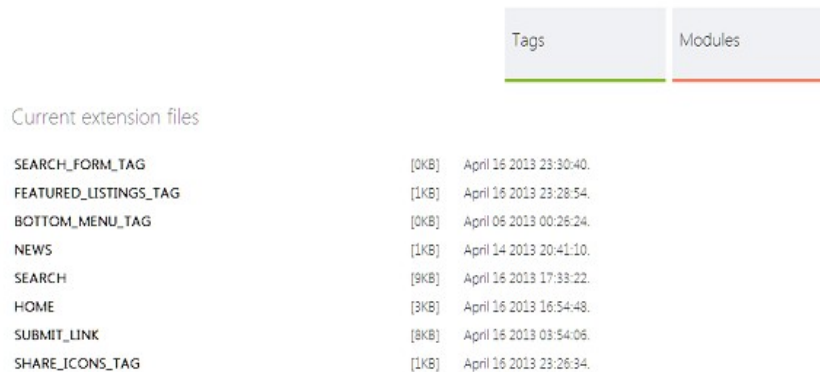 Tags Modules
Current extension files
SEARCH_FORM_TAG [0KB] April 16 2013 23:30:40.
FEATURED_LISTINGS_TAG [1KB] April 16 2013 23:28:54.
BOTTOM_MENU_TAG [0KB] April 06 2013 00:26:24.
NEWS [1KB] April 14 2013 20:41:10.
SEARCH [9KB] April 16 2013 17:33:22.
HOME [3KB] April 16 2013 16:54:48.
SUBMIT_LINK [8KB] April 16 2013 03:54:06.
SHARE_ICONS_TAG [1KB] April 16 2013 23:26:34.